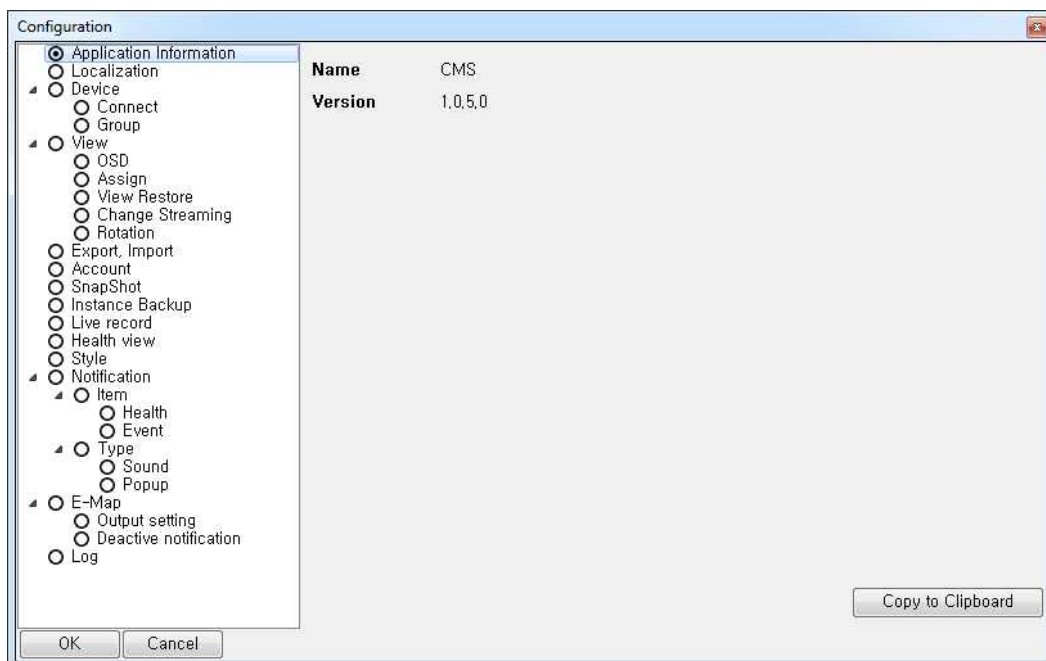 Configuration
Application Information
Localization
Device
Connect
Group
View
OSD
Assign
View Restore
Change Streaming
Rotation
Export, Import
Account
SnapShot
Instance Backup
Live record
Health view
Style
Notification
Item
Health
Event
Type
Sound
Popup
E-Map
Output setting
Deactive notification
Log
Name CMS
Version 1,0,5,0
Copy to Clipboard
OK Cancel